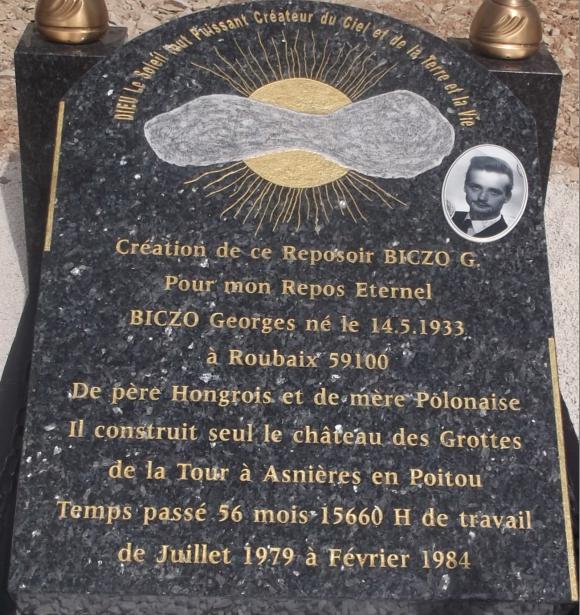 DIEU Le Soleil Tout Puissant Créateur du Ciel et de la Terre et la Vie
Création de ce Reposoir BICZO G.
Pour mon Repos Eternel
BICZO Georges né le 14.5.1933
à Roubaix 59100
De père Hongrois et de mère Polonaise
Il construit seul le château des Grottes
de la Tour à Asnières en Poitou
Temps passé 56 mois 15660 H de travail
de Juillet 1979 à Février 1984